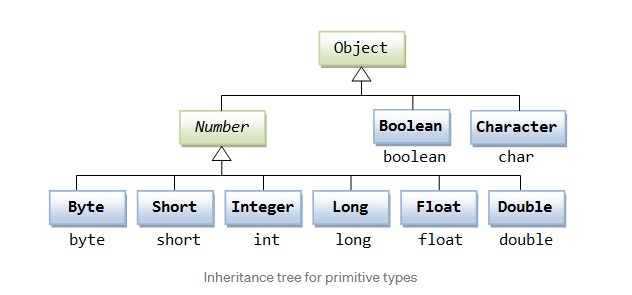 Object
Number
Boolean
Character
boolean
char
Byte
Short
Integer
Long
Float
Double
byte
short
int
long
float
double
Inheritance tree for primitive types